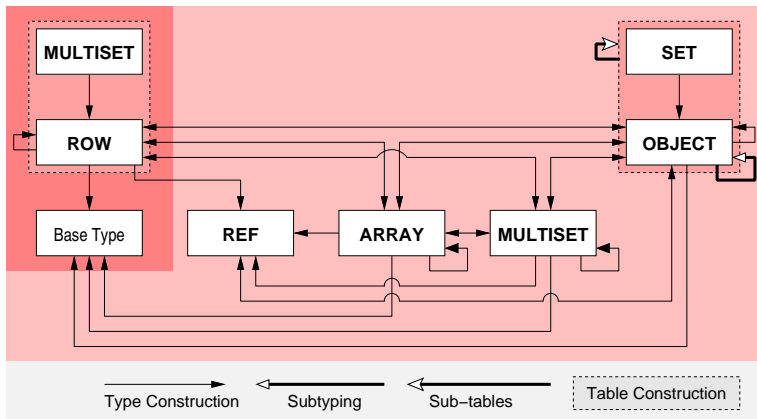 MULTISET
SET
ROW
OBJECT
Base Type
REF
ARRAY
MULTISET
Type Construction
Subtyping
Sub−tables
Table Construction